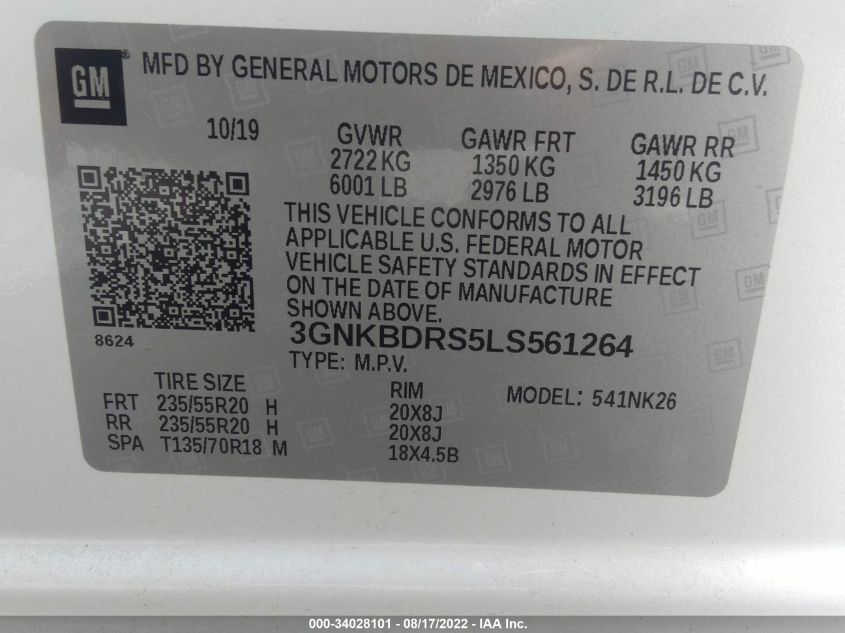 GM ® MFD BY GENERAL MOTORS DE MEXICO, S. DE R.L. DE C.V.
10/19
GVWR GAWR FRT GAWR RR
2722 KG 1350 KG 1450 KG
6001 LB 2976 LB 3196 LB
THIS VEHICLE CONFORMS TO ALL
APPLICABLE U.S. FEDERAL MOTOR
VEHICLE SAFETY STANDARDS IN EFFECT
ON THE DATE OF MANUFACTURE
SHOWN ABOVE.
8624
3GNKBDRS5LS561264
TYPE: M.P.V.
TIRE SIZE RIM MODEL: 541NK26
FRT 235/55R20 H 20X8J
RR 235/55R20 H 20X8J
SPA T135/70R18 M 18X4.5B
000-34028101 - 08/17/2022 - IAA Inc.